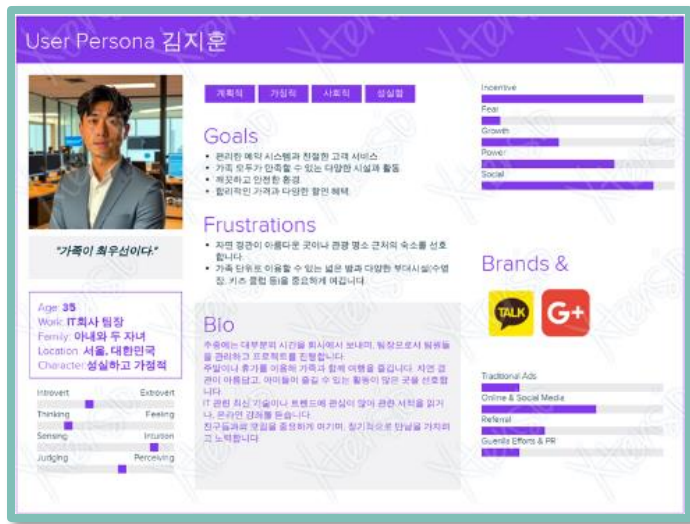 User Persona 김지훈
계획적 가정적 사회적 성실함
Goals
• 편리한 예약 시스템과 친절한 고객 서비스
• 가족 모두가 만족할 수 있는 다양한 시설과 활동
• 깨끗하고 안전한 환경
• 합리적인 가격과 다양한 할인 혜택
Frustrations
• 자연 경관이 아름다운 곳이나 관광 명소 근처의 숙소를 선호
합니다.
• 가족 단위로 이용할 수 있는 넓은 방과 다양한 부대시설(수영
장, 키즈 클럽 등)을 중요하게 여깁니다.
"가족이 최우선이다."
Age: 35
Work: IT회사 팀장
Family: 아내와 두 자녀
Location: 서울, 대한민국
Character: 성실하고 가정적
Introvert Extrovert
Thinking Feeling
Sensing Intuition
Judging Perceiving
Bio
주중에는 대부분의 시간을 회사에서 보내며, 팀장으로서 팀원들
을 관리하고 프로젝트를 진행합니다.
주말이나 휴가를 이용해 가족과 함께 여행을 즐깁니다. 자연 경
관이 아름답고, 아이들이 즐길 수 있는 활동이 많은 곳을 선호합
니다.
IT 관련 최신 기술이나 트렌드에 관심이 많아 관련 서적을 읽거
나, 온라인 강좌를 듣습니다.
친구들과의 모임을 중요하게 여기며, 정기적으로 만남을 가지려
고 노력합니다.
Incentive
Fear
Growth
Power
Social
Brands &
TALK
G+
Traditional Ads
Online & Social Media
Referral
Guerrilla Efforts & PR
Xtensio